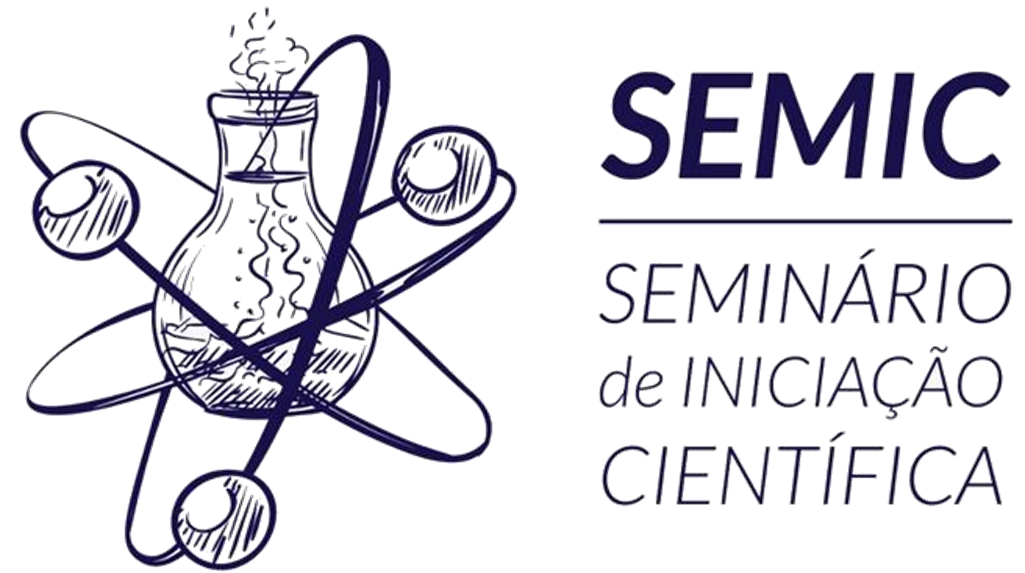 SEMIC
SEMINÁRIO
de INICIAÇÃO
CIENTÍFICA